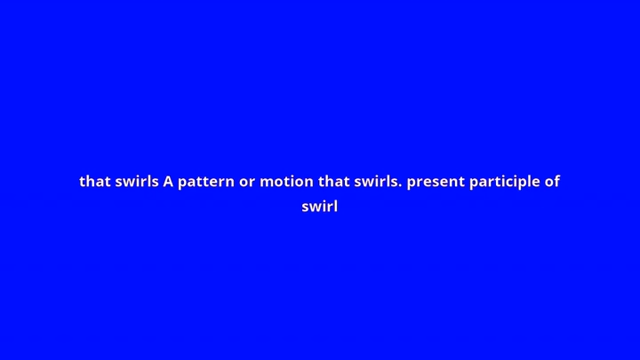 that swirls A pattern or motion that swirls. present participle of
swirl